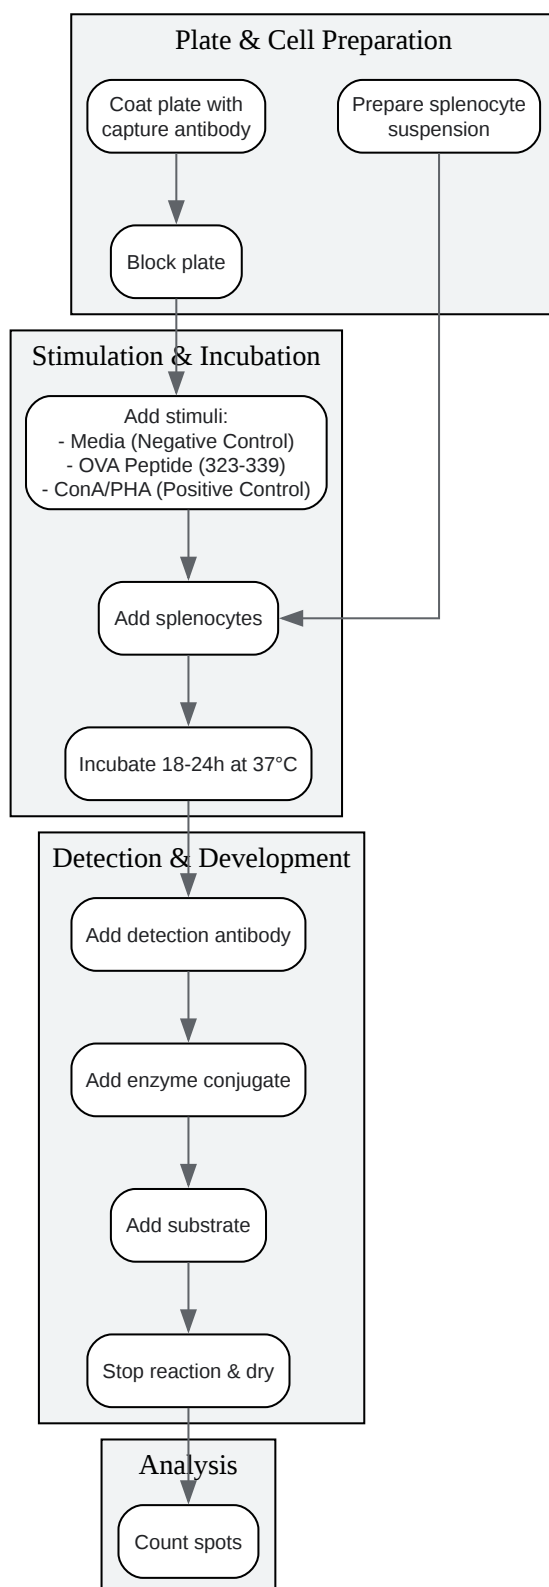 Plate & Cell Preparation
Coat plate with
capture antibody
Prepare splenocyte
suspension
Block plate
Stimulation & Incubation
Add stimuli:
- Media (Negative Control)
- OVA Peptide (323-339)
- ConA/PHA (Positive Control)
Add splenocytes
Incubate 18-24h at 37°C
Detection & Development
Add detection antibody
Add enzyme conjugate
Add substrate
Stop reaction & dry
Analysis
Count spots